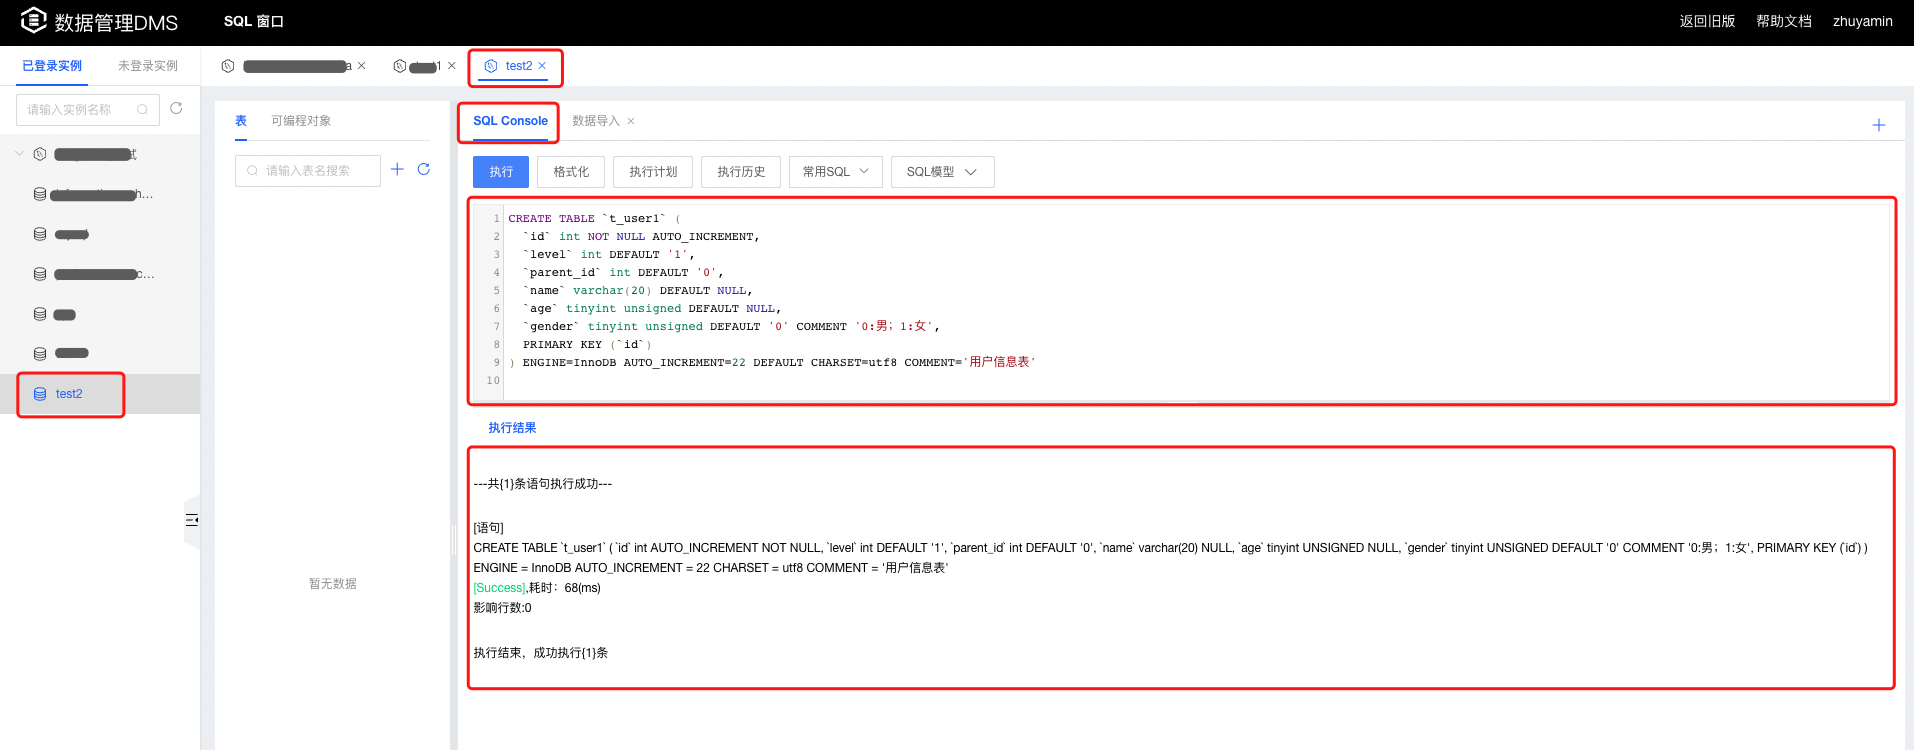 数据管理DMS
SQL 窗口
返回旧版
帮助文档
zhuyamin
已登录实例
未登录实例
请输入实例名称
test2
a
1
test2
表
可编程对象
请输入表名搜索
暂无数据
SQL Console
数据导入
执行
格式化
执行计划
执行历史
常用SQL
SQL模型
1 CREATE TABLE `t_user1` (
2 `id` int NOT NULL AUTO_INCREMENT,
3 `level` int DEFAULT '1',
4 `parent_id` int DEFAULT '0',
5 `name` varchar(20) DEFAULT NULL,
6 `age` tinyint unsigned DEFAULT NULL,
7 `gender` tinyint unsigned DEFAULT '0' COMMENT '0:男；1:女',
8 PRIMARY KEY (`id`)
9 ) ENGINE=InnoDB AUTO_INCREMENT=22 DEFAULT CHARSET=utf8 COMMENT='用户信息表'
10
执行结果
---共{1}条语句执行成功---
[语句]
CREATE TABLE `t_user1` ( `id` int AUTO_INCREMENT NOT NULL, `level` int DEFAULT '1', `parent_id` int DEFAULT '0', `name` varchar(20) NULL, `age` tinyint UNSIGNED NULL, `gender` tinyint UNSIGNED DEFAULT '0' COMMENT '0:男；1:女', PRIMARY KEY (`id`) )
ENGINE = InnoDB AUTO_INCREMENT = 22 CHARSET = utf8 COMMENT = '用户信息表'
[Success],耗时：68(ms)
影响行数:0
执行结束，成功执行{1}条